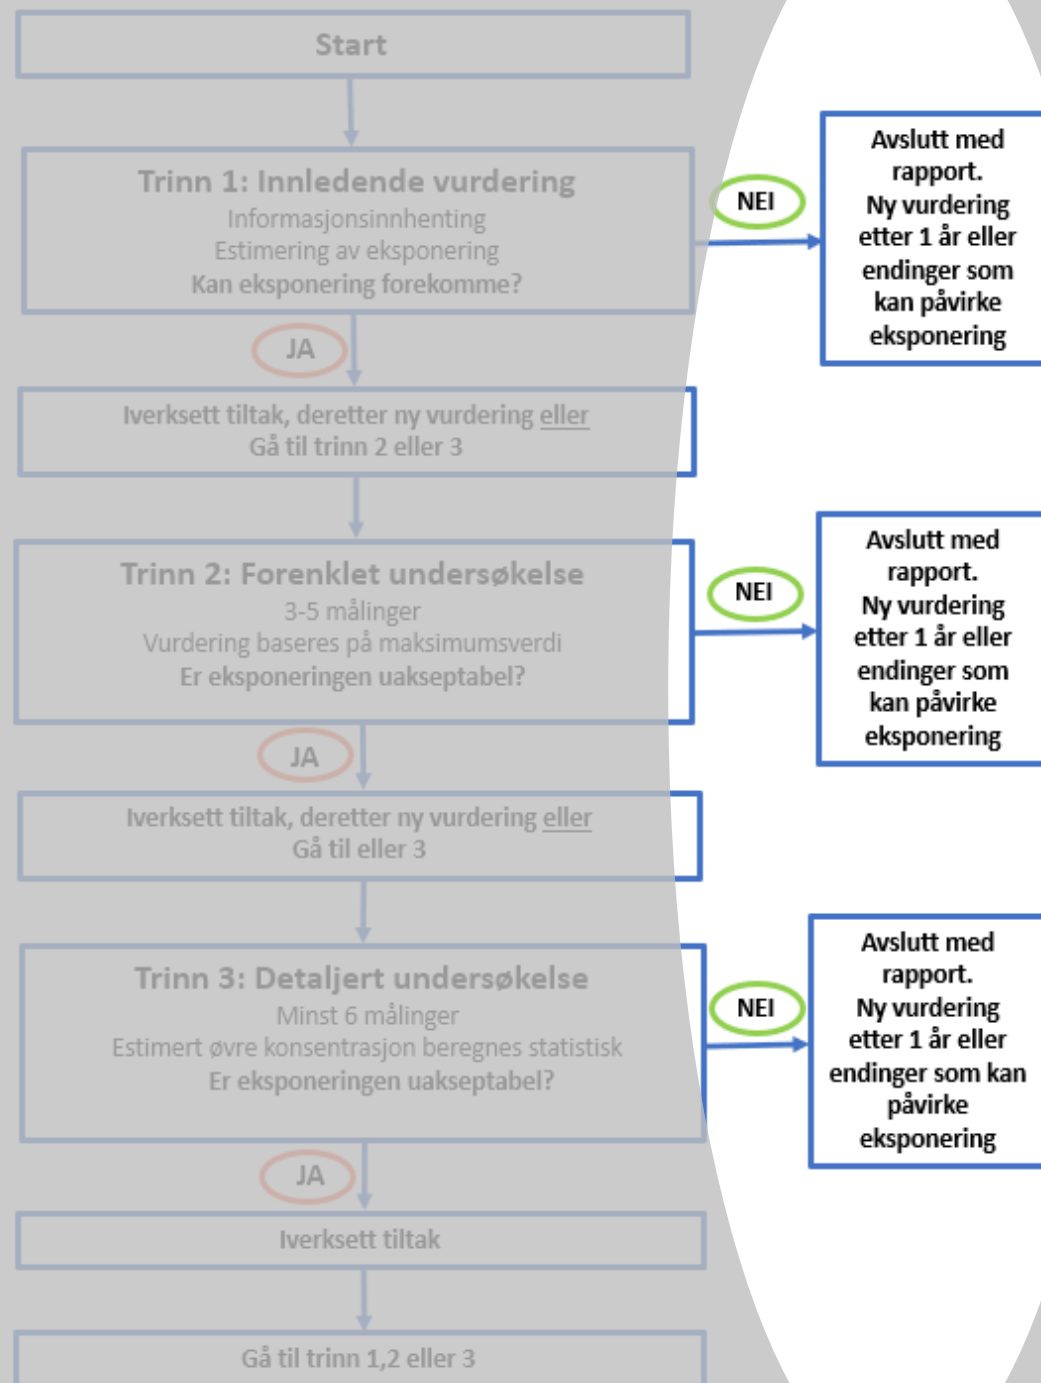 Start
Trinn 1: Innledende vurdering
Informasjonsinnhenting
Estimering av eksponering
Kan eksponering forekomme?
NEI
Avslutt med
rapport.
Ny vurdering
etter 1 år eller
endinger som
kan påvirke
eksponering
JA
Iverksett tiltak, deretter ny vurdering eller
Gå til trinn 2 eller 3
Trinn 2: Forenklet undersøkelse
3-5 målinger
Vurdering baseres på maksimumsverdi
Er eksponeringen uakseptabel?
NEI
Avslutt med
rapport.
Ny vurdering
etter 1 år eller
endinger som
kan påvirke
eksponering
JA
Iverksett tiltak, deretter ny vurdering eller
Gå til eller 3
Trinn 3: Detaljert undersøkelse
Minst 6 målinger
Estimert øvre konsentrasjon beregnes statistisk
Er eksponeringen uakseptabel?
NEI
Avslutt med
rapport.
Ny vurdering
etter 1 år eller
endinger som kan
påvirke
eksponering
JA
Iverksett tiltak
Gå til trinn 1,2 eller 3